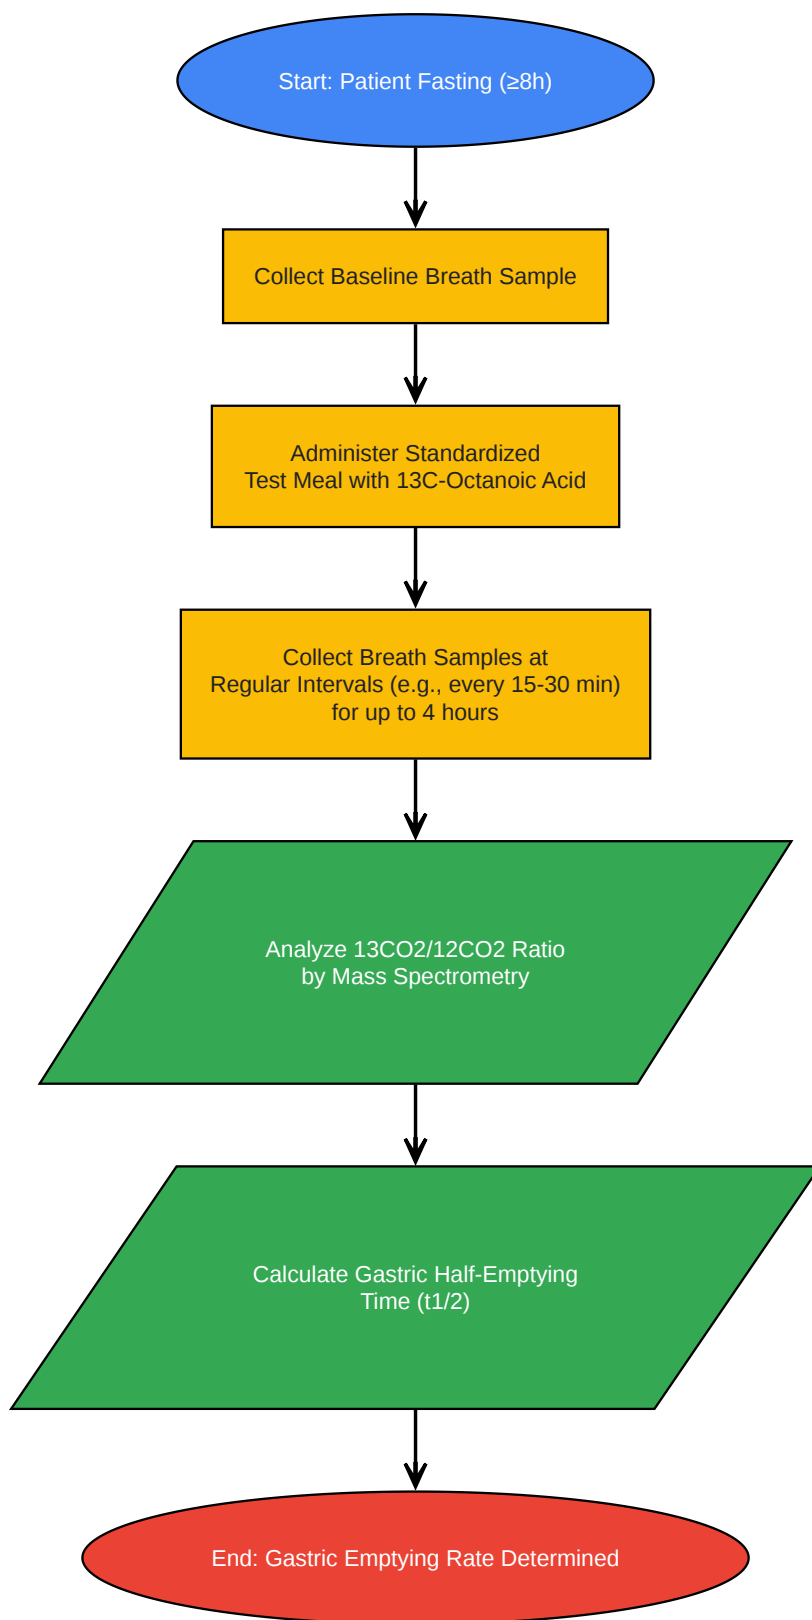 Start: Patient Fasting (≥8h)
Collect Baseline Breath Sample
Administer Standardized
Test Meal with 13C-Octanoic Acid
Collect Breath Samples at
Regular Intervals (e.g., every 15-30 min)
for up to 4 hours
Analyze 13CO2/12CO2 Ratio
by Mass Spectrometry
Calculate Gastric Half-Emptying
Time (t1/2)
End: Gastric Emptying Rate Determined